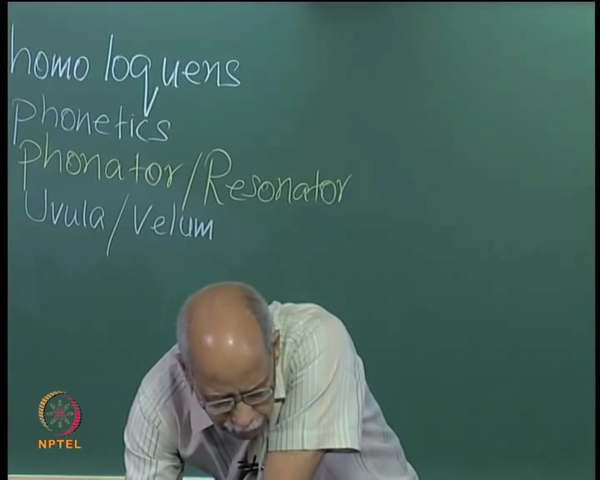 homo loquens
Phonetics
Phonator/Resonator
Uvula/Velum
NPTEL